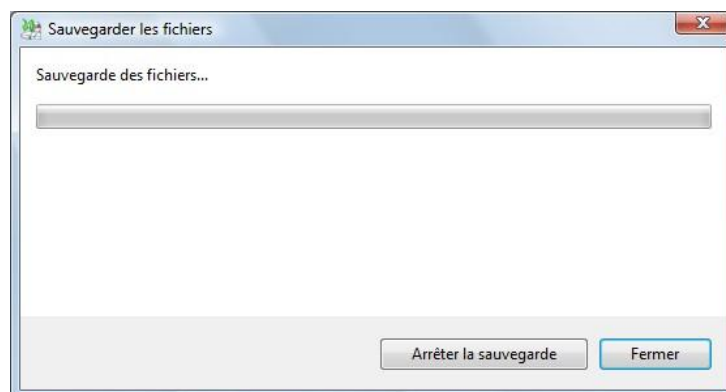 Sauvegarder les fichiers
Sauvegarde des fichiers...
Arrêter la sauvegarde Fermer